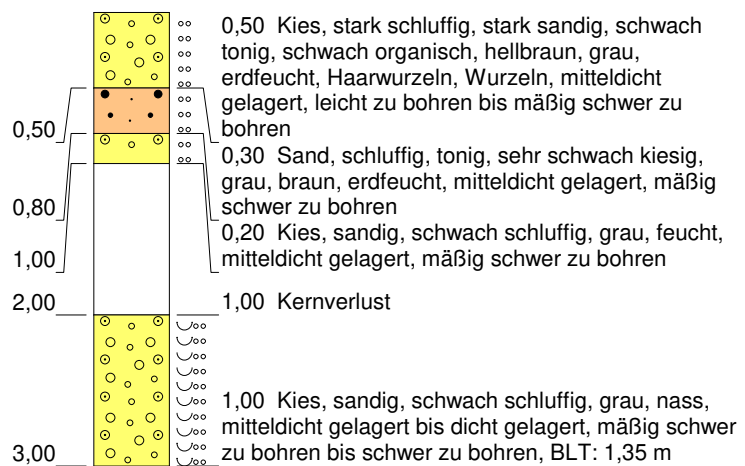 0,50 Kies, stark schluffig, stark sandig, schwach
tonig, schwach organisch, hellbraun, grau,
erdfeucht, Haarwurzeln, Wurzeln, mitteldicht
gelagert, leicht zu bohren bis mäßig schwer zu
bohren
0,50
0,30 Sand, schluffig, tonig, sehr schwach kiesig,
grau, braun, erdfeucht, mitteldicht gelagert, mäßig
schwer zu bohren
0,80
0,20 Kies, sandig, schwach schluffig, grau, feucht,
mitteldicht gelagert, mäßig schwer zu bohren
1,00
2,00
1,00 Kernverlust
1,00 Kies, sandig, schwach schluffig, grau, nass,
mitteldicht gelagert bis dicht gelagert, mäßig schwer
zu bohren bis schwer zu bohren, BLT: 1,35 m
3,00